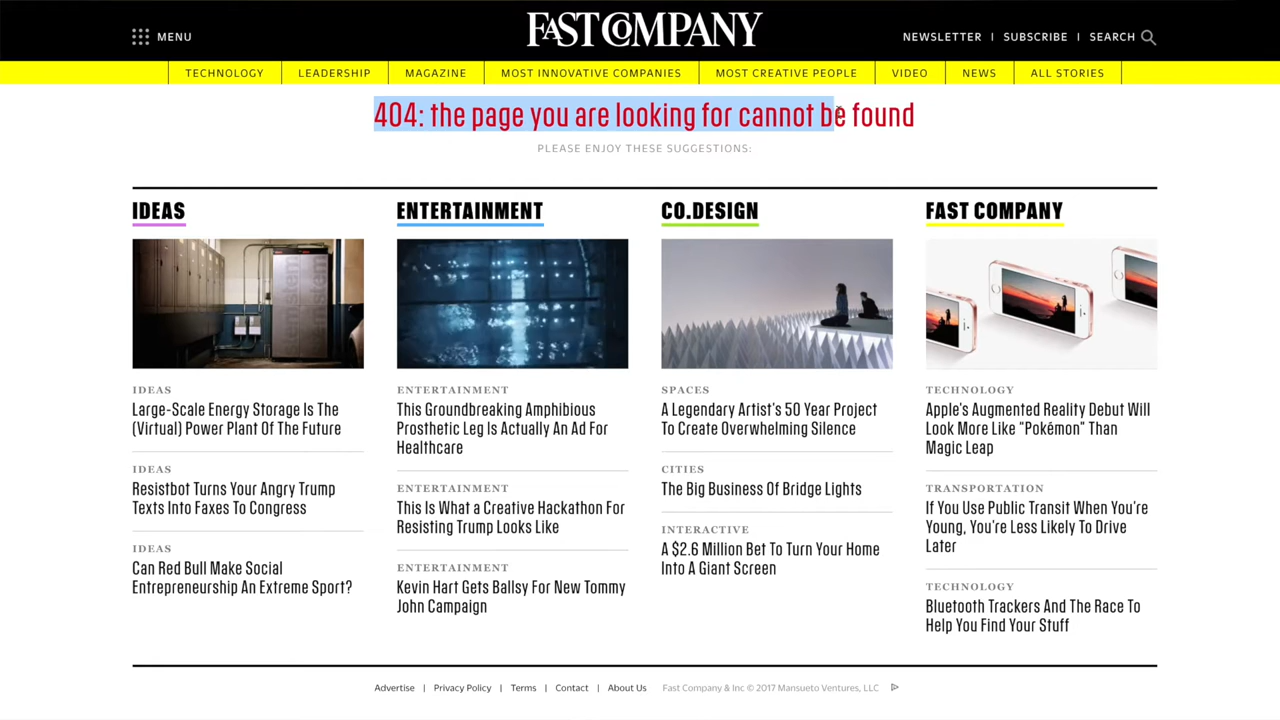 MENU
FAST COMPANY
NEWSLETTER | SUBSCRIBE | SEARCH
TECHNOLOGY | LEADERSHIP | MAGAZINE | MOST INNOVATIVE COMPANIES | MOST CREATIVE PEOPLE | VIDEO | NEWS | ALL STORIES
404: the page you are looking for cannot be found
PLEASE ENJOY THESE SUGGESTIONS:
IDEAS
IDEAS
Large-Scale Energy Storage Is The
(Virtual) Power Plant Of The Future
IDEAS
Resistbot Turns Your Angry Trump
Texts Into Faxes To Congress
IDEAS
Can Red Bull Make Social
Entrepreneurship An Extreme Sport?
ENTERTAINMENT
ENTERTAINMENT
This Groundbreaking Amphibious
Prosthetic Leg Is Actually An Ad For
Healthcare
ENTERTAINMENT
This Is What a Creative Hackathon For
Resisting Trump Looks Like
ENTERTAINMENT
Kevin Hart Gets Ballsy For New Tommy
John Campaign
CO.DESIGN
SPACES
A Legendary Artist's 50 Year Project
To Create Overwhelming Silence
CITIES
The Big Business Of Bridge Lights
INTERACTIVE
A $2.6 Million Bet To Turn Your Home
Into A Giant Screen
FAST COMPANY
TECHNOLOGY
Apple's Augmented Reality Debut Will
Look More Like "Pokémon" Than
Magic Leap
TRANSPORTATION
If You Use Public Transit When You're
Young, You're Less Likely To Drive
Later
TECHNOLOGY
Bluetooth Trackers And The Race To
Help You Find Your Stuff
Advertise | Privacy Policy | Terms | Contact | About Us Fast Company & Inc © 2017 Mansueto Ventures, LLC